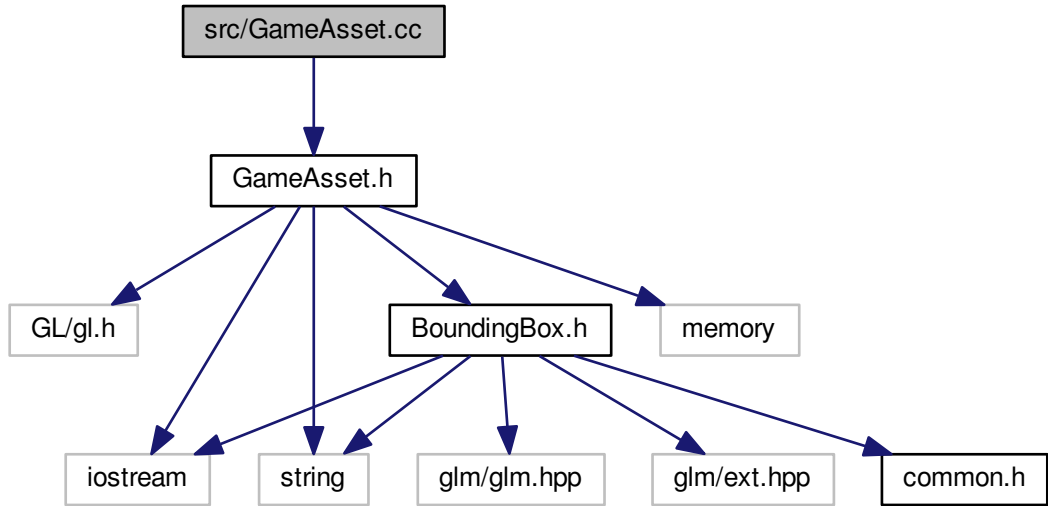 src/GameAsset.cc
GameAsset.h
GL/gl.h
BoundingBox.h
memory
iostream
string
glm/glm.hpp
glm/ext.hpp
common.h